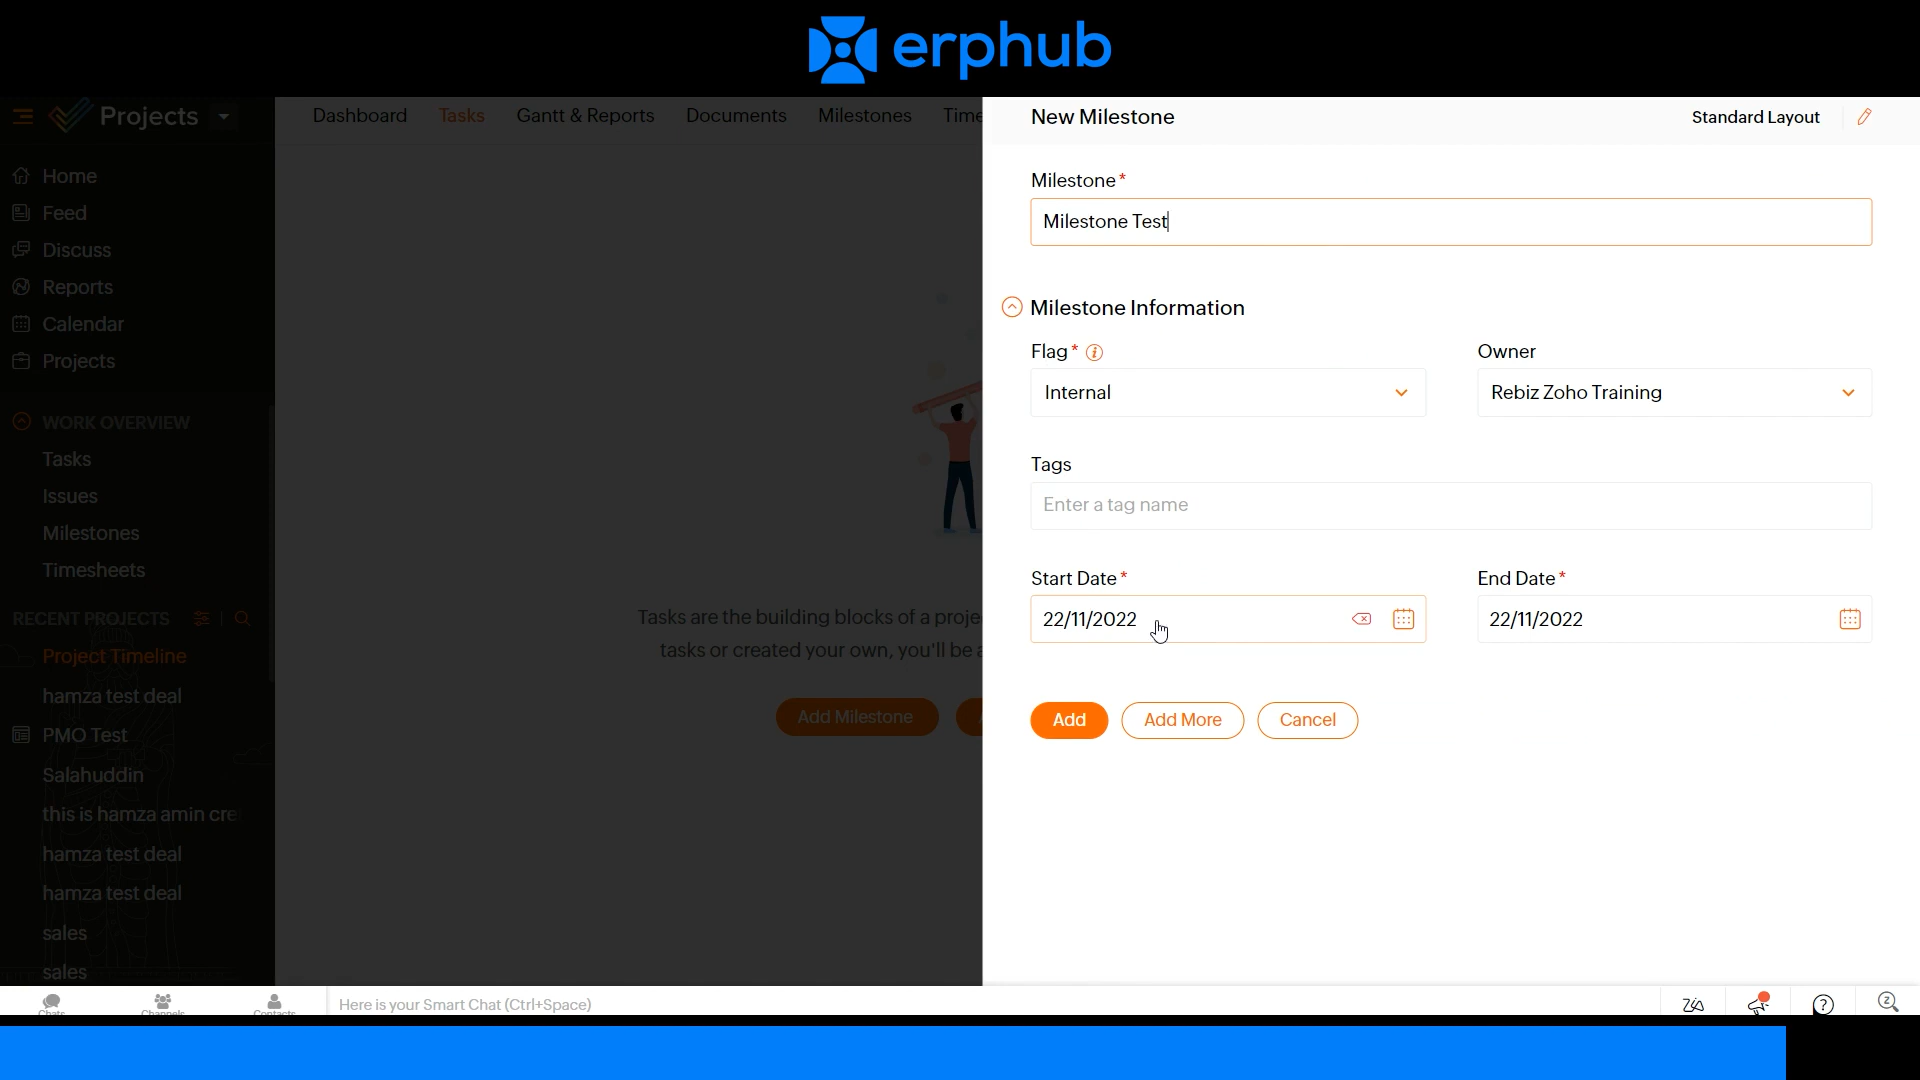 erphub
Projects
Dashboard Tasks Gantt & Reports Documents Milestones Time
New Milestone Standard Layout
Home
Feed
Discuss
Reports
Calendar
Projects
WORK OVERVIEW
Tasks
Issues
Milestones
Timesheets
RECENT PROJECTS
Project Timeline
hamza test deal
PMO Test
Salahuddin
this is hamza amin cre
hamza test deal
hamza test deal
sales
sales
Tasks are the building blocks of a proje
tasks or created your own, you'll be a
Add Milestone
Milestone *
Milestone Test
Milestone Information
Flag * Owner
Internal Rebiz Zoho Training
Tags
Enter a tag name
Start Date * End Date *
22/11/2022 22/11/2022
Add Add More Cancel
Chats Channels Contacts Here is your Smart Chat (Ctrl+Space)